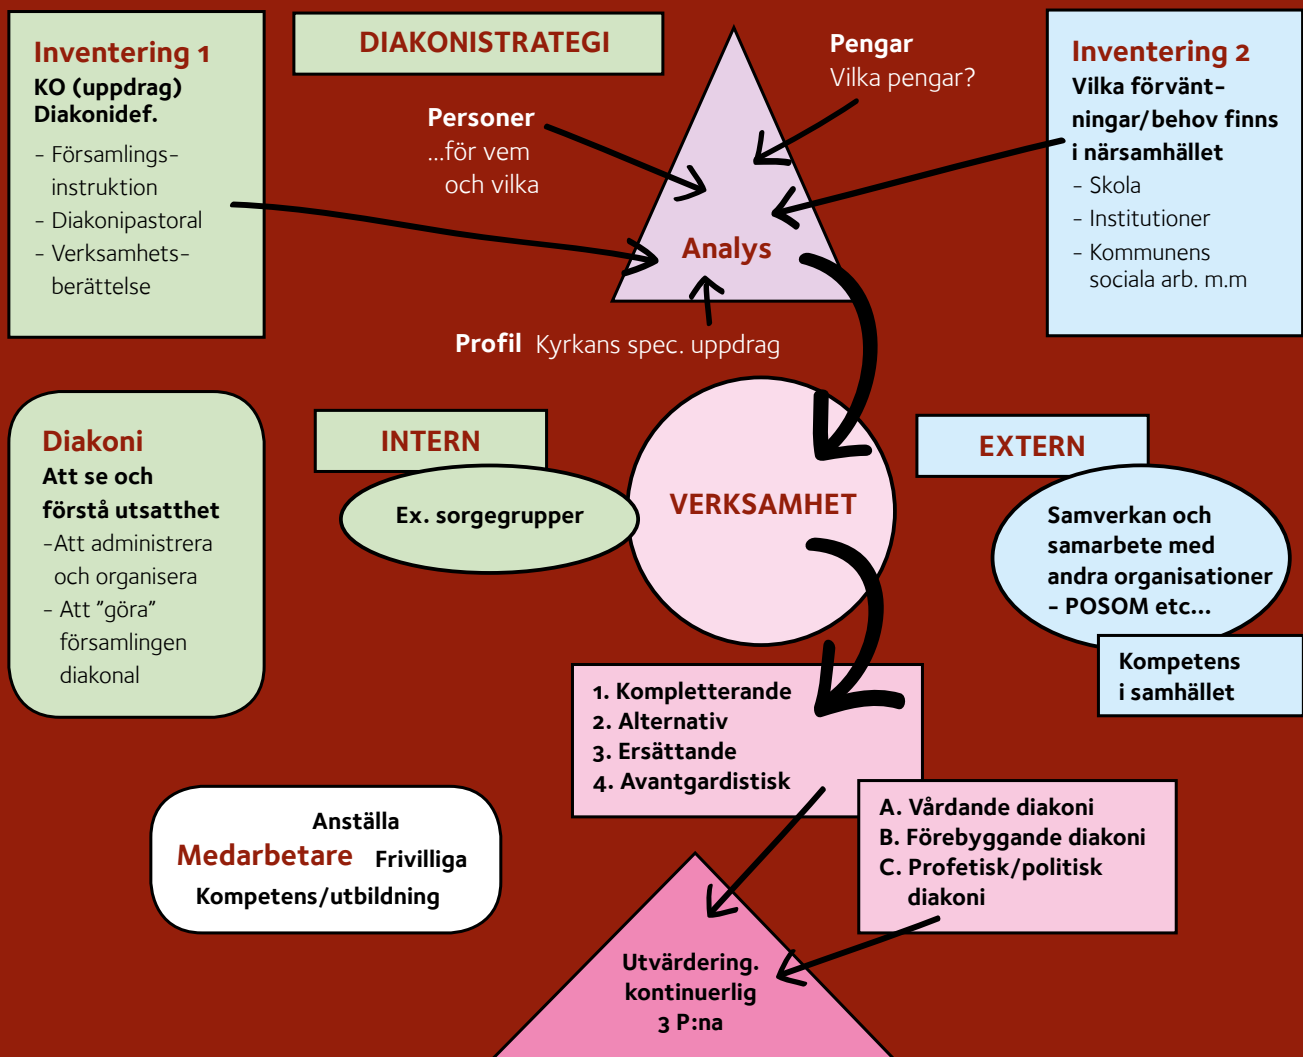 Inventering 1
KO (uppdrag)
Diakonidef.
- Församlings-
instruktion
- Diakonipastoral
- Verksamhets-
berättelse
DIAKONISTRATEGI
Personer
...för vem
och vilka
Pengar
Vilka pengar?
Analys
Profil Kyrkans spec. uppdrag
Inventering 2
Vilka förvänt-
ningar/behov finns
i närsamhället
- Skola
- Institutioner
- Kommunens
sociala arb. m.m
Diakoni
Att se och
förstå utsatthet
-Att administrera
och organisera
- Att "göra"
församlingen
diakonal
INTERN
Ex. sorgegrupper
VERKSAMHET
EXTERN
Samverkan och
samarbete med
andra organisationer
- POSOM etc...
Kompetens
i samhället
1. Kompletterande
2. Alternativ
3. Ersättande
4. Avantgardistisk
A. Vårdande diakoni
B. Förebyggande diakoni
C. Profetisk/politisk
diakoni
Anställa
Medarbetare Frivilliga
Kompetens/utbildning
Utvärdering.
kontinuerlig
3 P:na